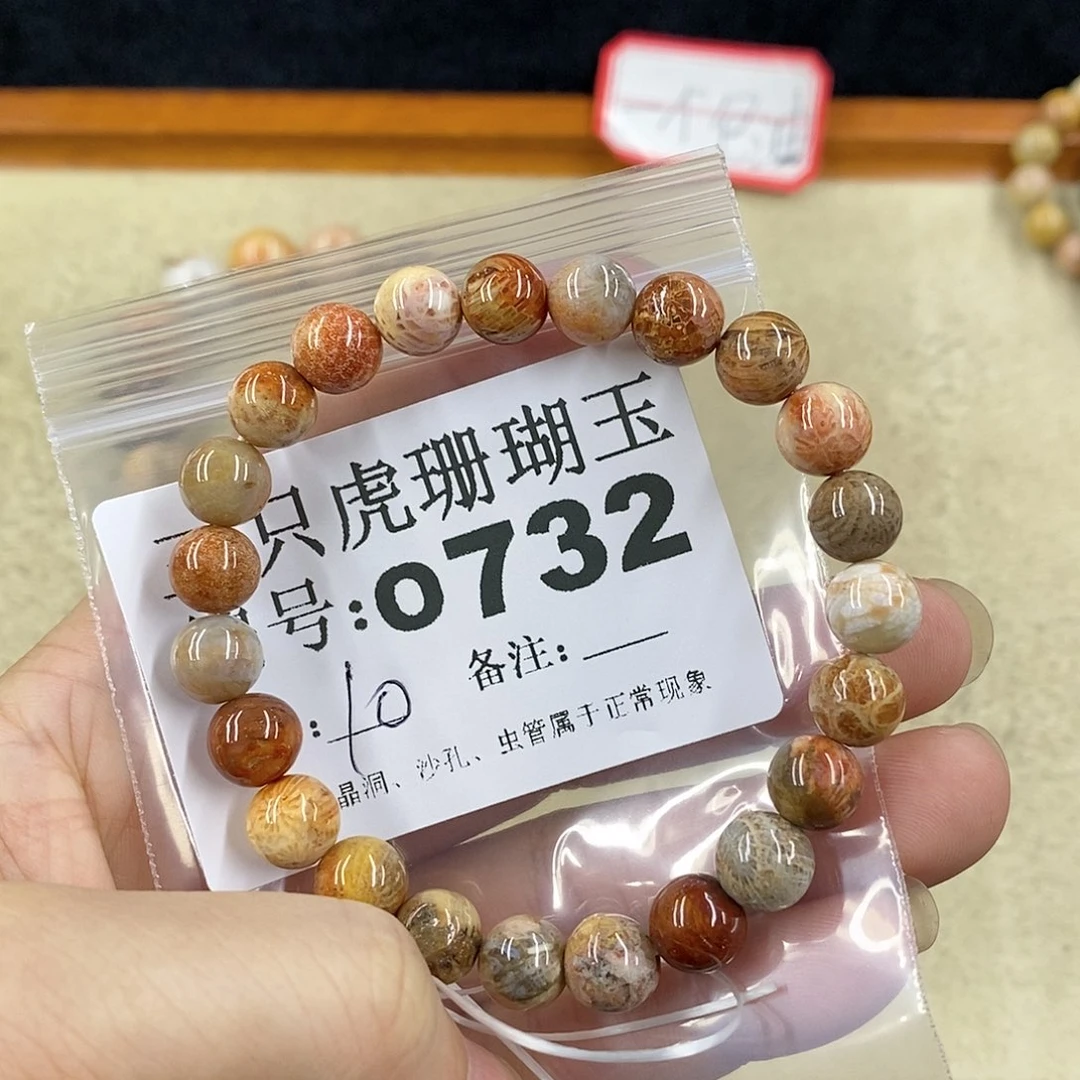 一只虎珊瑚玉
号:0732
备注:
:10
晶洞、沙孔、虫管属于正常现象